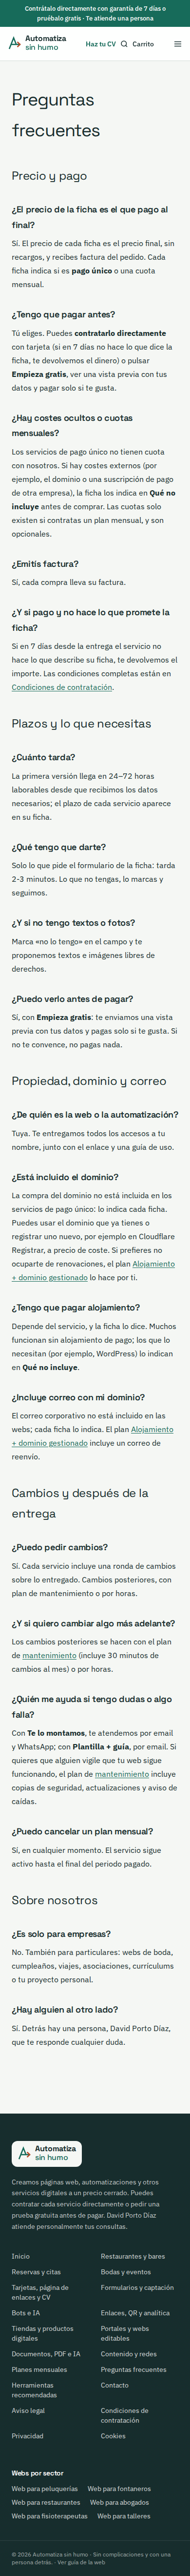 Contrátalo directamente con garantía de 7 días o
pruébalo gratis · Te atiende una persona
Automatiza
sin humo
Haz tu CV
Carrito
Preguntas
frecuentes
Precio y pago
¿El precio de la ficha es el que pago al
final?
Sí. El precio de cada ficha es el precio final, sin
recargos, y recibes factura del pedido. Cada
ficha indica si es pago único o una cuota
mensual.
¿Tengo que pagar antes?
Tú eliges. Puedes contratarlo directamente
con tarjeta (si en 7 días no hace lo que dice la
ficha, te devolvemos el dinero) o pulsar
Empieza gratis, ver una vista previa con tus
datos y pagar solo si te gusta.
¿Hay costes ocultos o cuotas
mensuales?
Los servicios de pago único no tienen cuota
con nosotros. Si hay costes externos (por
ejemplo, el dominio o una suscripción de pago
de otra empresa), la ficha los indica en Qué no
incluye antes de comprar. Las cuotas solo
existen si contratas un plan mensual, y son
opcionales.
¿Emitís factura?
Sí, cada compra lleva su factura.
¿Y si pago y no hace lo que promete la
ficha?
Si en 7 días desde la entrega el servicio no
hace lo que describe su ficha, te devolvemos el
importe. Las condiciones completas están en
Condiciones de contratación.
Plazos y lo que necesitas
¿Cuánto tarda?
La primera versión llega en 24–72 horas
laborables desde que recibimos los datos
necesarios; el plazo de cada servicio aparece
en su ficha.
¿Qué tengo que darte?
Solo lo que pide el formulario de la ficha: tarda
2-3 minutos. Lo que no tengas, lo marcas y
seguimos.
¿Y si no tengo textos o fotos?
Marca «no lo tengo» en el campo y te
proponemos textos e imágenes libres de
derechos.
¿Puedo verlo antes de pagar?
Sí, con Empieza gratis: te enviamos una vista
previa con tus datos y pagas solo si te gusta. Si
no te convence, no pagas nada.
Propiedad, dominio y correo
¿De quién es la web o la automatización?
Tuya. Te entregamos todos los accesos a tu
nombre, junto con el enlace y una guía de uso.
¿Está incluido el dominio?
La compra del dominio no está incluida en los
servicios de pago único: lo indica cada ficha.
Puedes usar el dominio que ya tienes o
registrar uno nuevo, por ejemplo en Cloudflare
Registrar, a precio de coste. Si prefieres no
ocuparte de renovaciones, el plan Alojamiento
+ dominio gestionado lo hace por ti.
¿Tengo que pagar alojamiento?
Depende del servicio, y la ficha lo dice. Muchos
funcionan sin alojamiento de pago; los que lo
necesitan (por ejemplo, WordPress) lo indican
en Qué no incluye.
¿Incluye correo con mi dominio?
El correo corporativo no está incluido en las
webs; cada ficha lo indica. El plan Alojamiento
+ dominio gestionado incluye un correo de
reenvío.
Cambios y después de la
entrega
¿Puedo pedir cambios?
Sí. Cada servicio incluye una ronda de cambios
sobre lo entregado. Cambios posteriores, con
plan de mantenimiento o por horas.
¿Y si quiero cambiar algo más adelante?
Los cambios posteriores se hacen con el plan
de mantenimiento (incluye 30 minutos de
cambios al mes) o por horas.
¿Quién me ayuda si tengo dudas o algo
falla?
Con Te lo montamos, te atendemos por email
y WhatsApp; con Plantilla + guía, por email. Si
quieres que alguien vigile que tu web sigue
funcionando, el plan de mantenimiento incluye
copias de seguridad, actualizaciones y aviso de
caídas.
¿Puedo cancelar un plan mensual?
Sí, en cualquier momento. El servicio sigue
activo hasta el final del periodo pagado.
Sobre nosotros
¿Es solo para empresas?
No. También para particulares: webs de boda,
cumpleaños, viajes, asociaciones, currículums
o tu proyecto personal.
¿Hay alguien al otro lado?
Sí. Detrás hay una persona, David Porto Díaz,
que te responde cualquier duda.
Automatiza
sin humo
Creamos páginas web, automatizaciones y otros
servicios digitales a un precio cerrado. Puedes
contratar cada servicio directamente o pedir una
prueba gratuita antes de pagar. David Porto Díaz
atiende personalmente tus consultas.
Inicio
Restaurantes y bares
Reservas y citas
Bodas y eventos
Tarjetas, página de
enlaces y CV
Formularios y captación
Bots e IA
Enlaces, QR y analítica
Tiendas y productos
digitales
Portales y webs
editables
Documentos, PDF e IA
Contenido y redes
Planes mensuales
Preguntas frecuentes
Herramientas
recomendadas
Contacto
Aviso legal
Condiciones de
contratación
Privacidad
Cookies
Webs por sector
Web para peluquerías
Web para fontaneros
Web para restaurantes
Web para abogados
Web para fisioterapeutas
Web para talleres
© 2026 Automatiza sin humo · Sin complicaciones y con una
persona detrás. · Ver guía de la web